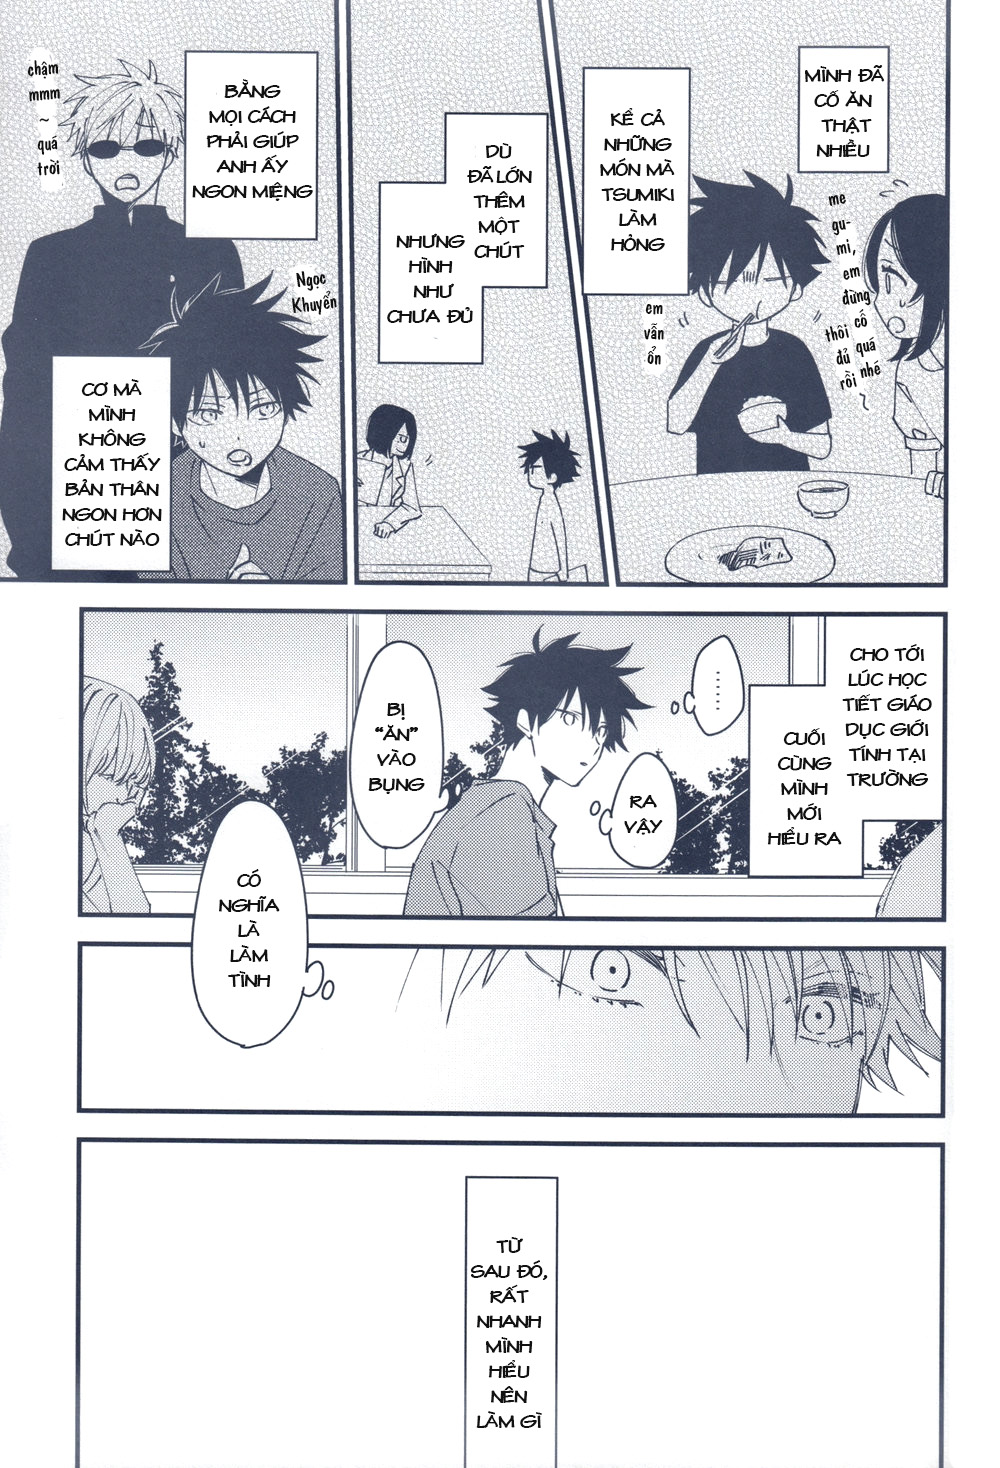 MÌNH ĐÃ
CỐ ĂN
THẬT
NHIỀU
me
gu-
mi,
em
đừng
cố
quá
nhé
thôi
đủ
rồi
~
KỂ CẢ
NHỮNG
MÓN MÀ
TSUMIKI
LÀM
HỎNG
em
vẫn
ổn
DÙ
ĐÃ LỚN
THÊM
MỘT
CHÚT
NHƯNG
HÌNH
NHƯ
CHƯA ĐỦ
BẰNG
MỌI CÁCH
PHẢI GIÚP
ANH ẤY
NGON MIỆNG
chậm
mmm
~
quá
trời
Ngọc
Khuyển
CƠ MÀ
MÌNH
KHÔNG
CẢM THẤY
BẢN THÂN
NGON HƠN
CHÚT NÀO
CHO TỚI
LÚC HỌC
TIẾT GIÁO
DỤC GIỚI
TÍNH TẠI
TRƯỜNG
CUỐI
CÙNG
MÌNH
MỚI
HIỂU RA
......
RA
VẬY
BỊ
“ĂN”
VÀO
BỤNG
CÓ
NGHĨA
LÀ
LÀM
TÌNH
TỪ
SAU ĐÓ,
RẤT
NHANH
MÌNH
HIỂU
NÊN
LÀM GÌ